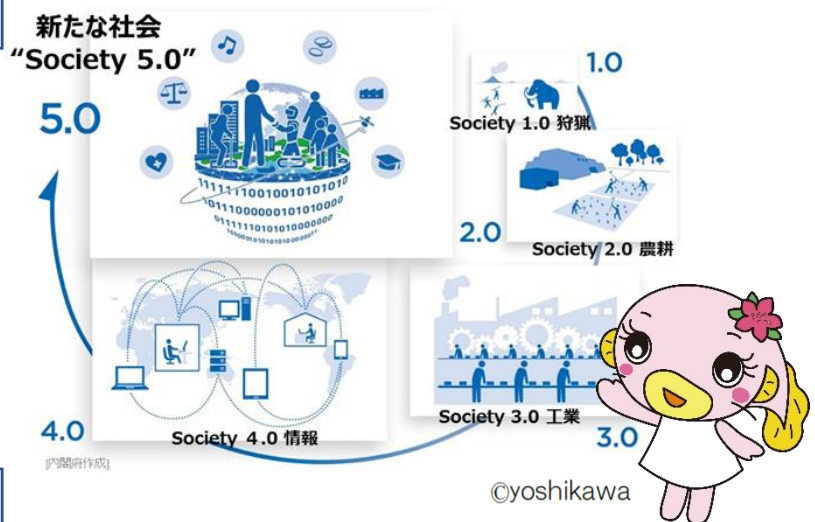 新たな社会
“Society 5.0”
5.0
1.0
Society 1.0 狩猟
2.0
Society 2.0 農耕
Society 3.0 工業
3.0
4.0
Society 4.0 情報
[内閣府作成]
©yoshikawa